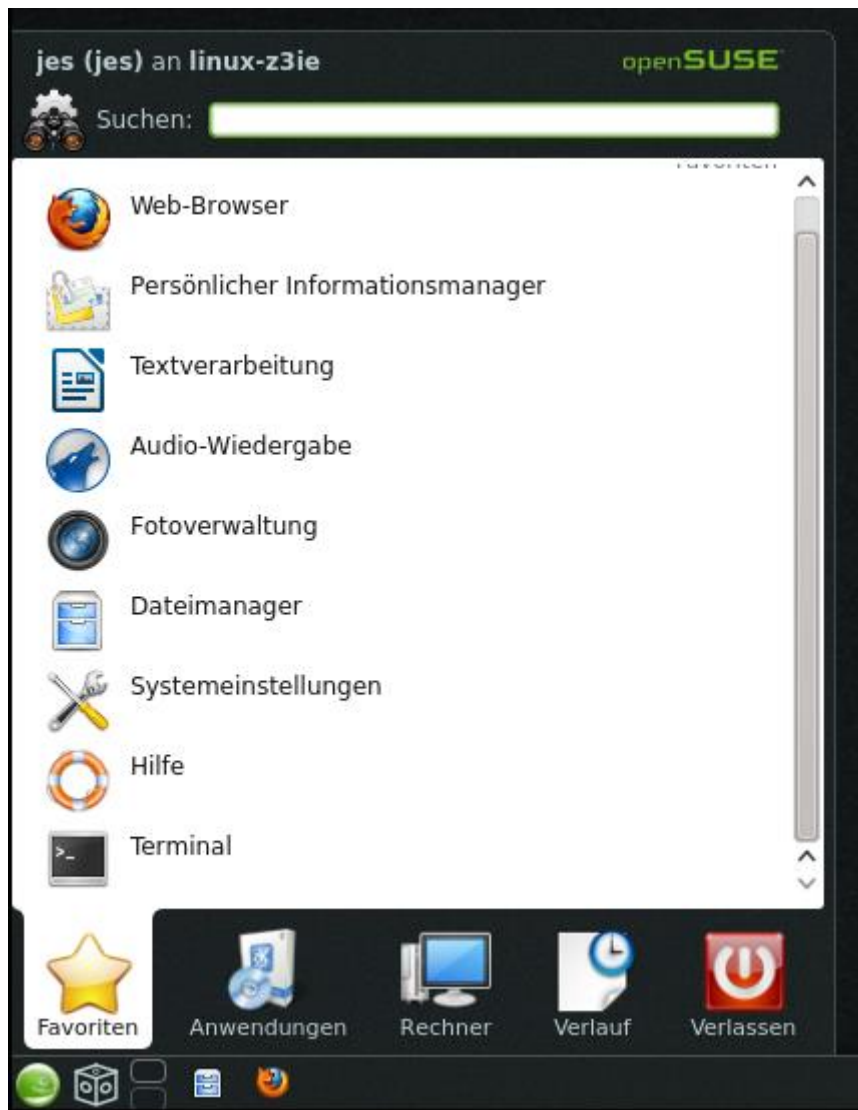 jes (jes) an linux-z3ie
openSUSE
Suchen:
Favoriten
Web-Browser
Persönlicher Informationsmanager
Textverarbeitung
Audio-Wiedergabe
Fotoverwaltung
Dateimanager
Systemeinstellungen
Hilfe
>_
Terminal
Favoriten
Anwendungen
Rechner
Verlauf
Verlassen